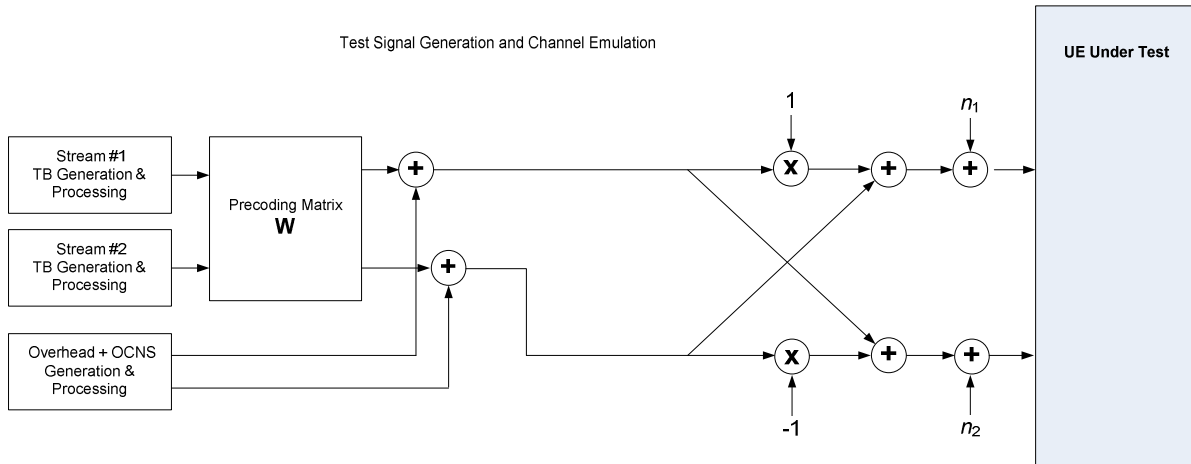 Test Signal Generation and Channel Emulation
UE Under Test
1
n1
Stream #1
TB Generation &
Processing
Precoding Matrix
W
+
x
+
+
Stream #2
TB Generation &
Processing
+
Overhead + OCNS
Generation &
Processing
x
+
+
-1
n2